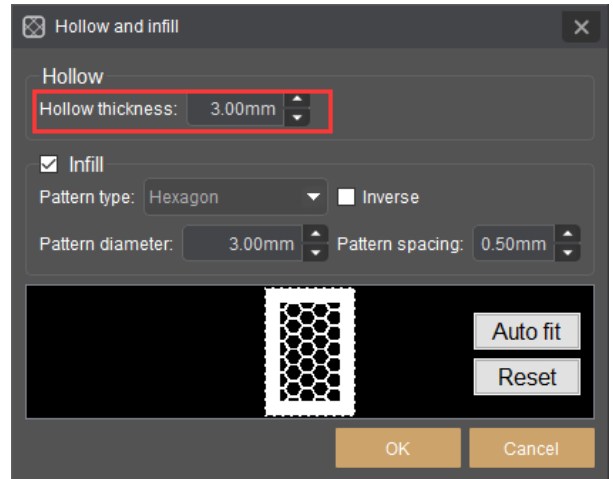 Hollow and infill
Hollow
Hollow thickness: 3.00mm
Infill
Pattern type: Hexagon Inverse
Pattern diameter: 3.00mm Pattern spacing: 0.50mm
Auto fit
Reset
OK Cancel